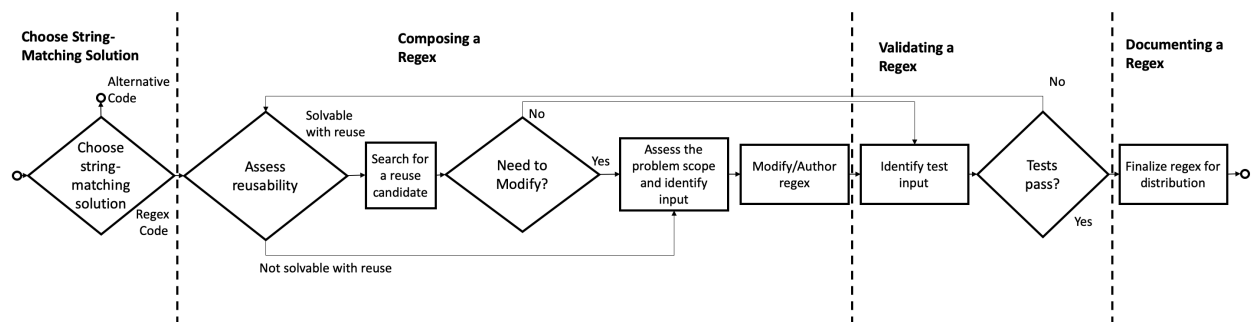 Choose String-
Matching Solution
Alternative
Code
Choose
string-
matching
solution
Regex
Code
Composing a
Regex
Assess
reusability
Solvable
with reuse
Not solvable with reuse
Search for
a reuse
candidate
Need to
Modify?
No
Yes
Assess the
problem scope
and identify
input
Modify/Author
regex
Validating a
Regex
Identify test
input
Tests
pass?
No
Yes
Documenting a
Regex
Finalize regex for
distribution